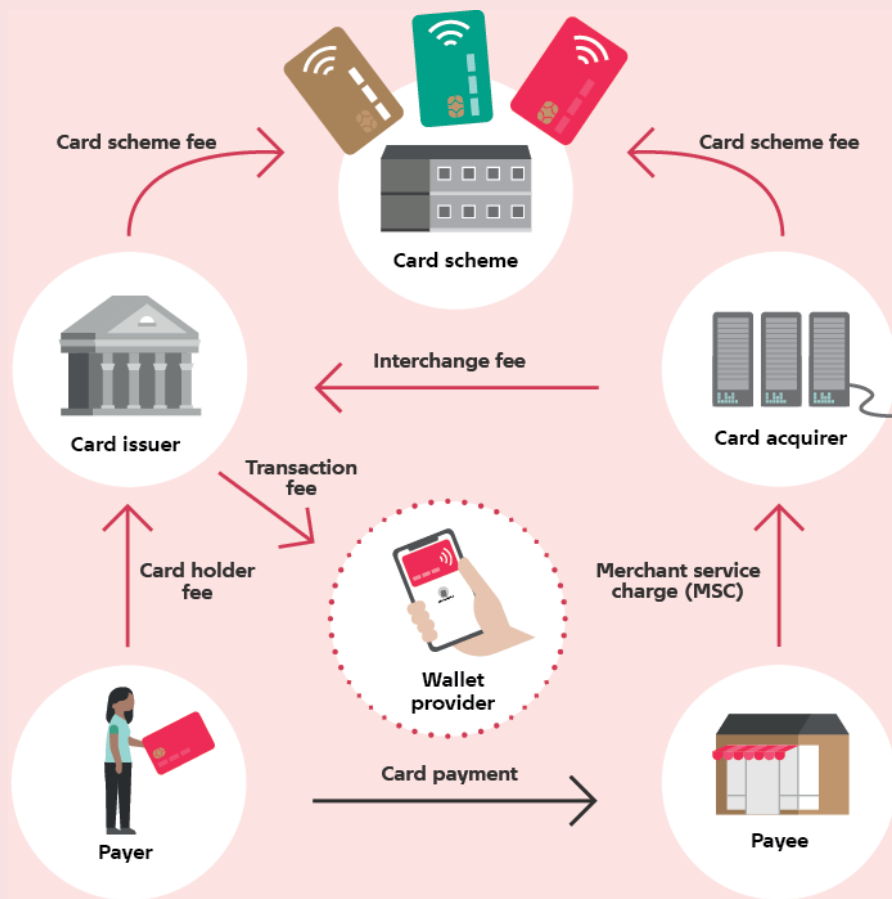 Card scheme fee
Card scheme fee
Card scheme
Interchange fee
Card issuer
Card acquirer
Transaction
fee
Card holder
fee
Merchant service
charge (MSC)
Wallet
provider
Card payment
Payer
Payee